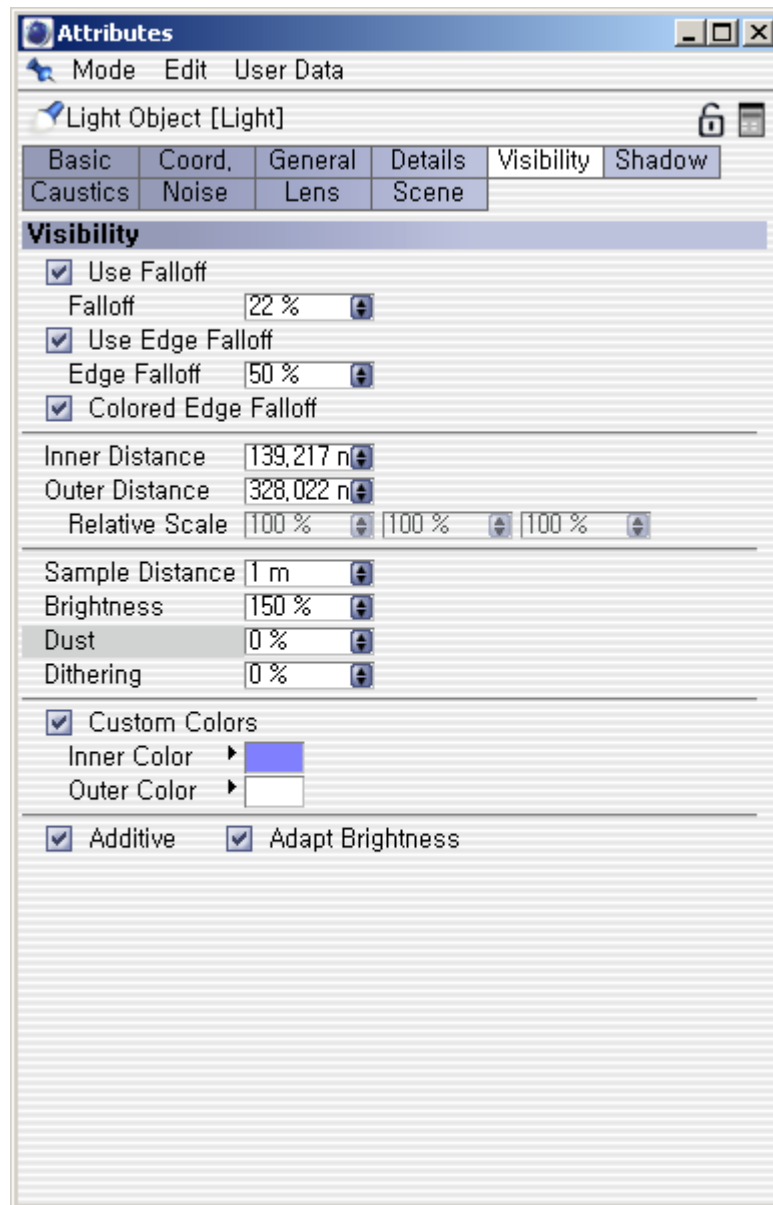 Attributes
Mode Edit User Data
Light Object [Light]
Basic Coord. General Details Visibility Shadow
Caustics Noise Lens Scene
Visibility
Use Falloff
Falloff 22 %
Use Edge Falloff
Edge Falloff 50 %
Colored Edge Falloff
Inner Distance 139,217 n
Outer Distance 328,022 n
Relative Scale 100 % 100 % 100 %
Sample Distance 1 m
Brightness 150 %
Dust 0 %
Dithering 0 %
Custom Colors
Inner Color
Outer Color
Additive Adapt Brightness